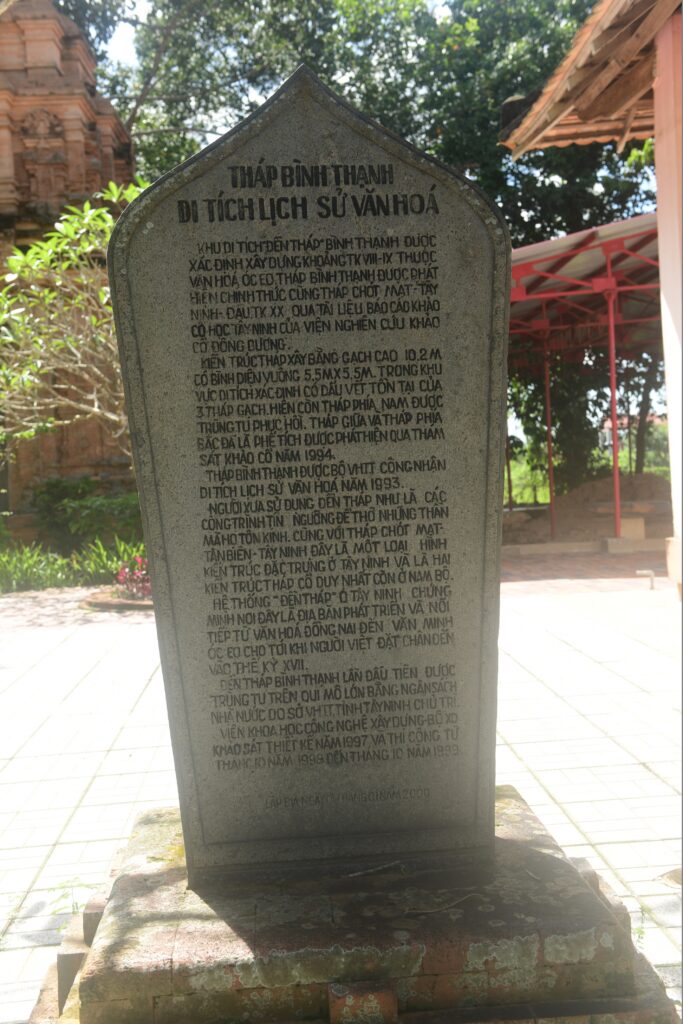 THÁP BÌNH THẠNH
DI TÍCH LỊCH SỬ VĂN HOÁ
KHU DI TÍCH "ĐỀN THÁP" BÌNH THẠNH ĐƯỢC
XÁC ĐỊNH XÂY DỰNG KHOẢNG TK VIII-IX THUỘC
VĂN HOÁ, ÓC EO. THÁP BÌNH THẠNH ĐƯỢC PHÁT
HIỆN CHÍNH THỨC CÙNG THÁP CHÓT MẠT-TÂY
NINH-ĐẦU TK XX, QUA TÀI LIỆU BÁO CÁO KHẢO
CỔ HỌC TÂY NINH CỦA VIỆN NGHIÊN CỨU KHẢO
CỔ ĐÔNG DƯƠNG.
KIẾN TRÚC THÁP XÂY BẰNG GẠCH CAO 10.2M
CÓ BÌNH DIỆN VUÔNG 5,5M X 5,5M. TRONG KHU
VỰC DI TÍCH XÁC ĐỊNH CÓ DẤU VẾT, TỒN TẠI CỦA
3 THÁP GẠCH. HIỆN CÒN THÁP PHÍA NAM ĐƯỢC
TRÙNG TU PHỤC HỒI. THÁP GIỮA VÀ THÁP PHÍA
BẮC ĐÃ LÀ PHẾ TÍCH ĐƯỢC PHÁT HIỆN QUA THÁM
SÁT KHẢO CỔ NĂM 1994.
THÁP BÌNH THẠNH ĐƯỢC BỘ VHTT CÔNG NHẬN
DI TÍCH LỊCH SỬ VĂN HOÁ NĂM 1993.
NGƯỜI XƯA SỬ DỤNG ĐỀN THÁP NHƯ LÀ CÁC
CÔNG TRÌNH TÍN NGƯỠNG ĐỂ THỜ NHỮNG THẦN
MÀ HỌ TÔN KÍNH. CÙNG VỚI THÁP CHÓT MẠT-
TÂN BIÊN-TÂY NINH ĐÂY LÀ MỘT LOẠI HÌNH
KIẾN TRÚC ĐẶC TRƯNG Ở TÂY NINH VÀ LÀ HAI
KIẾN TRÚC THÁP CỔ DUY NHẤT CÒN Ở NAM BỘ.
HỆ THỐNG "ĐỀN THÁP" Ở TÂY NINH CHỨNG
MINH NƠI ĐÂY LÀ ĐỊA BÀN PHÁT TRIỂN VÀ NỐI
TIẾP TỪ VĂN HOÁ ĐỒNG NAI ĐẾN VĂN MINH
ÓC EO CHO TỚI KHI NGƯỜI VIỆT ĐẶT CHÂN ĐẾN
VÀO THẾ KỶ XVII.
ĐỀN THÁP BÌNH THẠNH LẦN ĐẦU TIÊN ĐƯỢC
TRÙNG TU TRÊN QUI MÔ LỚN BẰNG NGÂN SÁCH
NHÀ NƯỚC DO SỞ VHTT. TỈNH TÂY NINH CHỦ TRÌ.
VIỆN KHOA HỌC CÔNG NGHỆ XÂY DỰNG-BỘ XD
KHẢO SÁT THIẾT KẾ NĂM 1997 VÀ THI CÔNG TỪ
THÁNG 10 NĂM 1998 ĐẾN THÁNG 10 NĂM 1999.
LẬP BIA NGÀY THÁNG 01 NĂM 2000